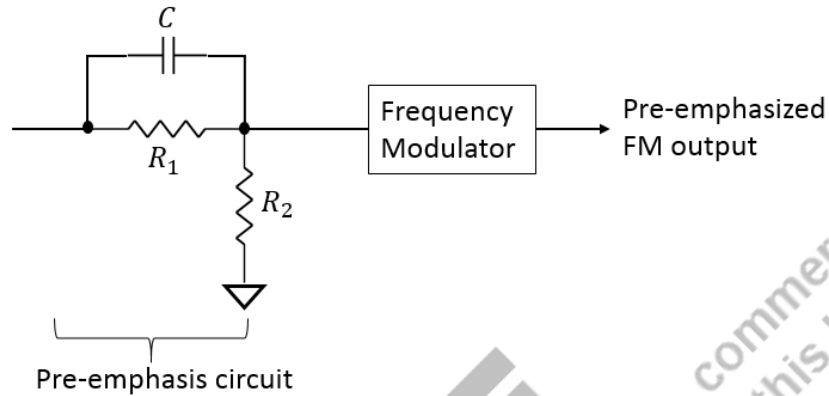 C
R1
R2
Frequency
Modulator
Pre-emphasized
FM output
Pre-emphasis circuit